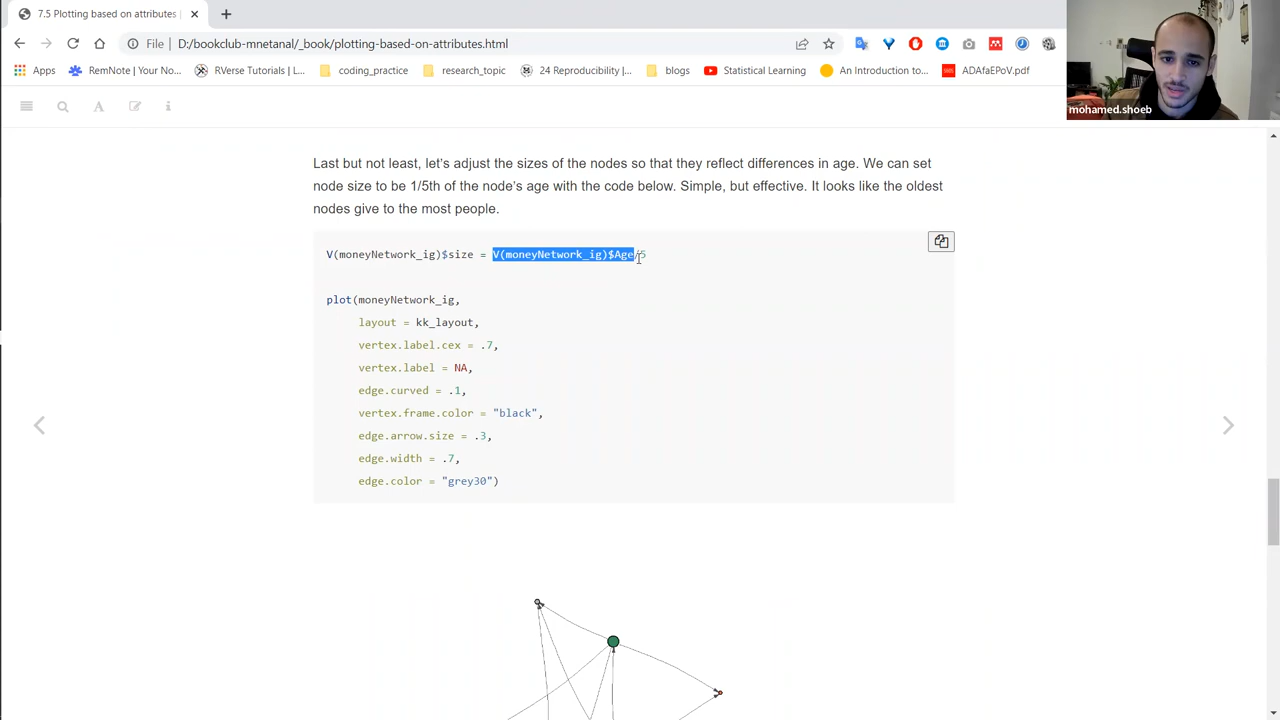 7.5 Plotting based on attributes
File
D:/bootclub/mnetanal/_book/plotting-based-on-attributes.html
Apps
RemNote | Your No...
RVersusTutorials | L...
coding_practice
research_topic
24 Reproducibility |...
blogs
Statistical Learning
An Introduction to...
ADAfaEPoV.pdf
mohamed.shoeb
Last but not least, let's adjust the sizes of the nodes so that they reflect differences in age. We can set
node size to be 1/5th of the node's age with the code below. Simple, but effective. It looks like the oldest
nodes give to the most people.
V(moneyNetwork_ig)$size = V(moneyNetwork_ig)$Age/5
plot(moneyNetwork_ig,
layout = kk_layout,
vertex.label.cex = .7,
vertex.label = NA,
edge.curved = .1,
vertex.frame.color = "black",
edge.arrow.size = .3,
edge.width = .7,
edge.color = "grey30")